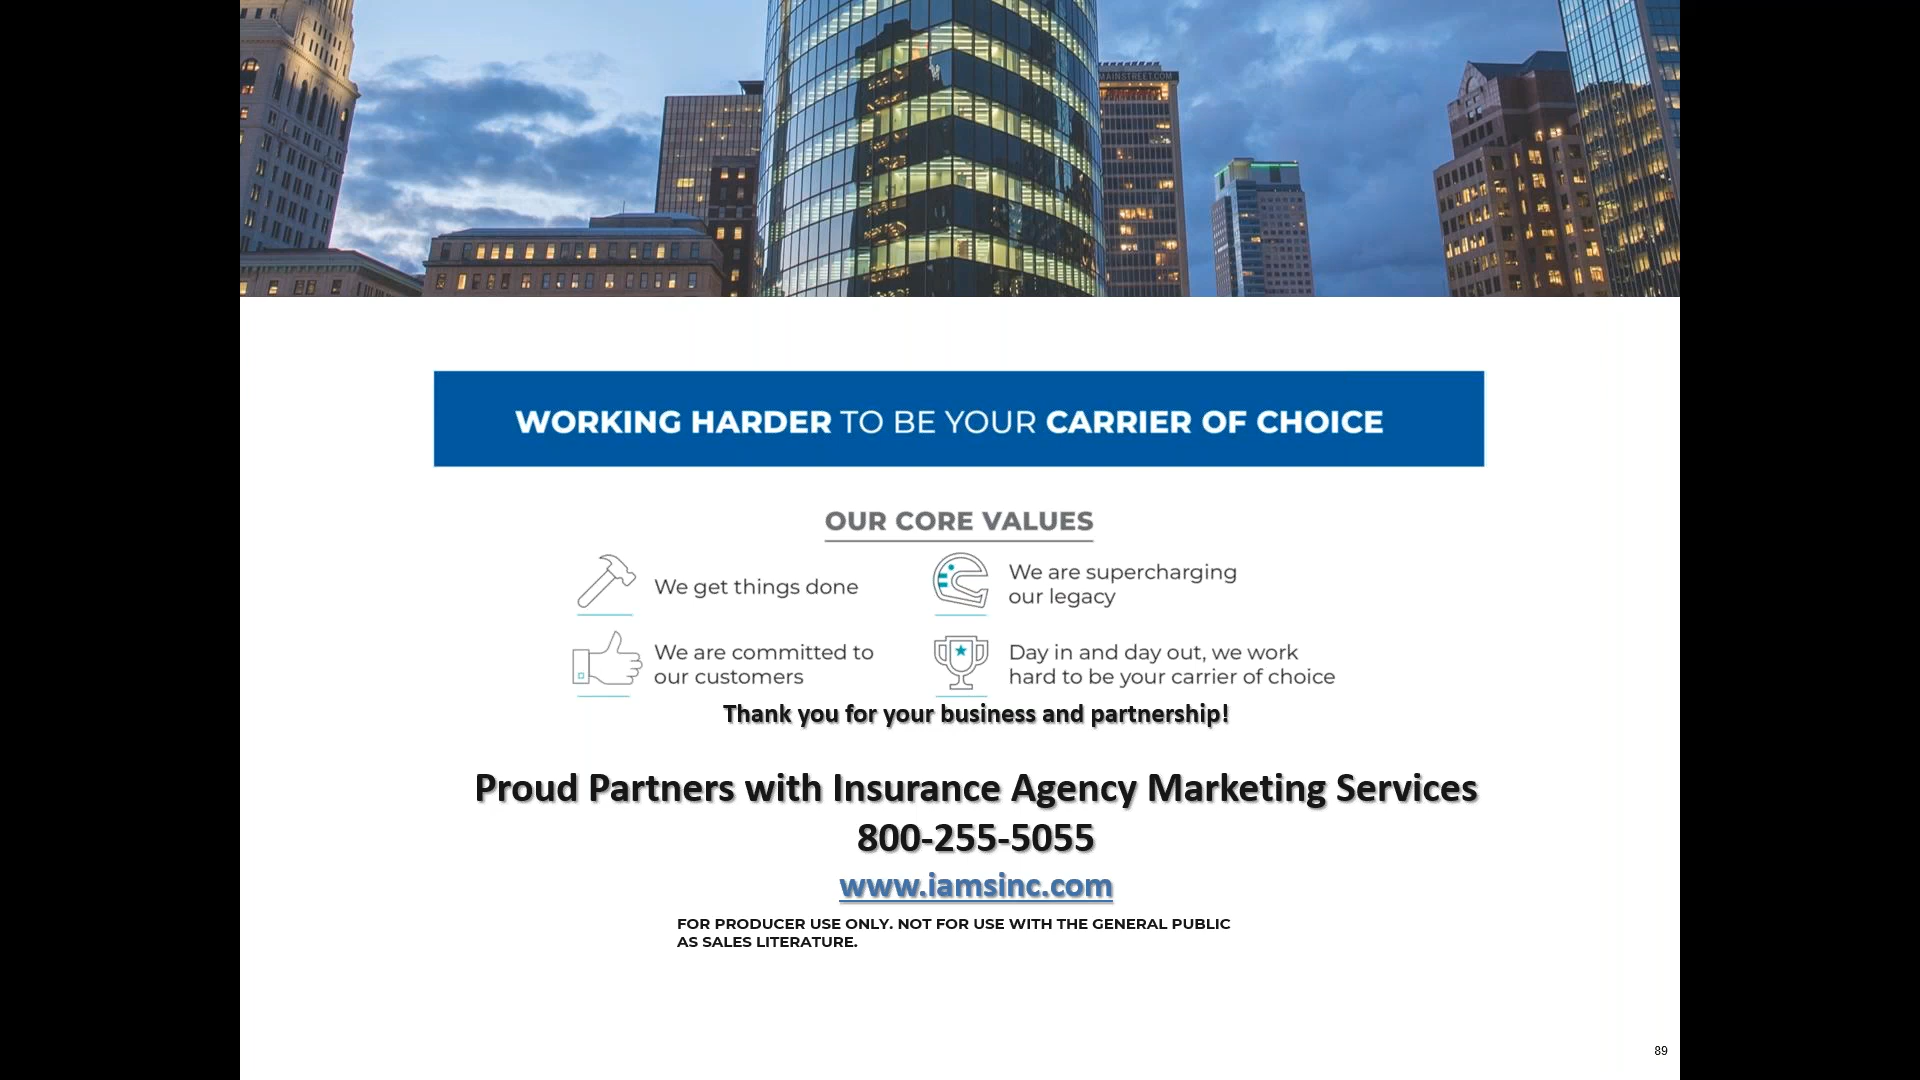 MAINSTREET.COM
WORKING HARDER TO BE YOUR CARRIER OF CHOICE
OUR CORE VALUES
We get things done
We are supercharging
our legacy
We are committed to
our customers
Day in and day out, we work
hard to be your carrier of choice
Thank you for your business and partnership!
Proud Partners with Insurance Agency Marketing Services
800-255-5055
www.iamsinc.com
FOR PRODUCER USE ONLY. NOT FOR USE WITH THE GENERAL PUBLIC
AS SALES LITERATURE.
89